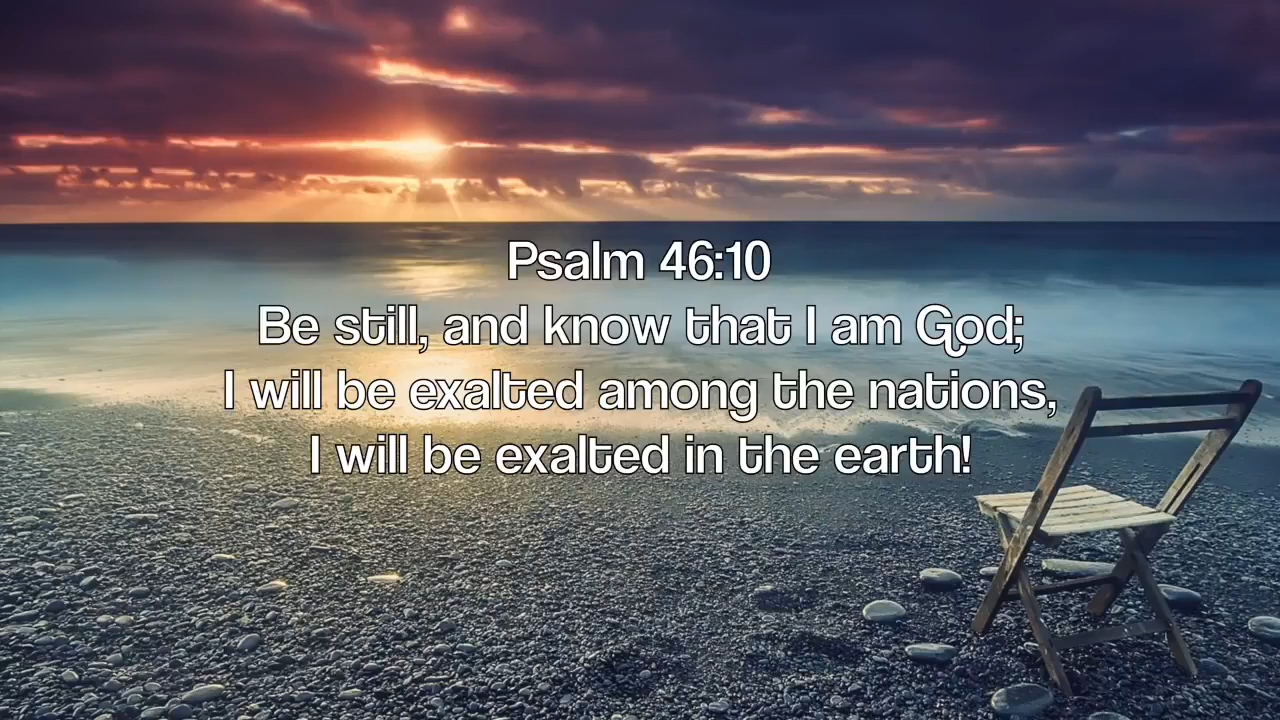 Psalm 46:10
Be still, and know that I am God;
I will be exalted among the nations,
I will be exalted in the earth!